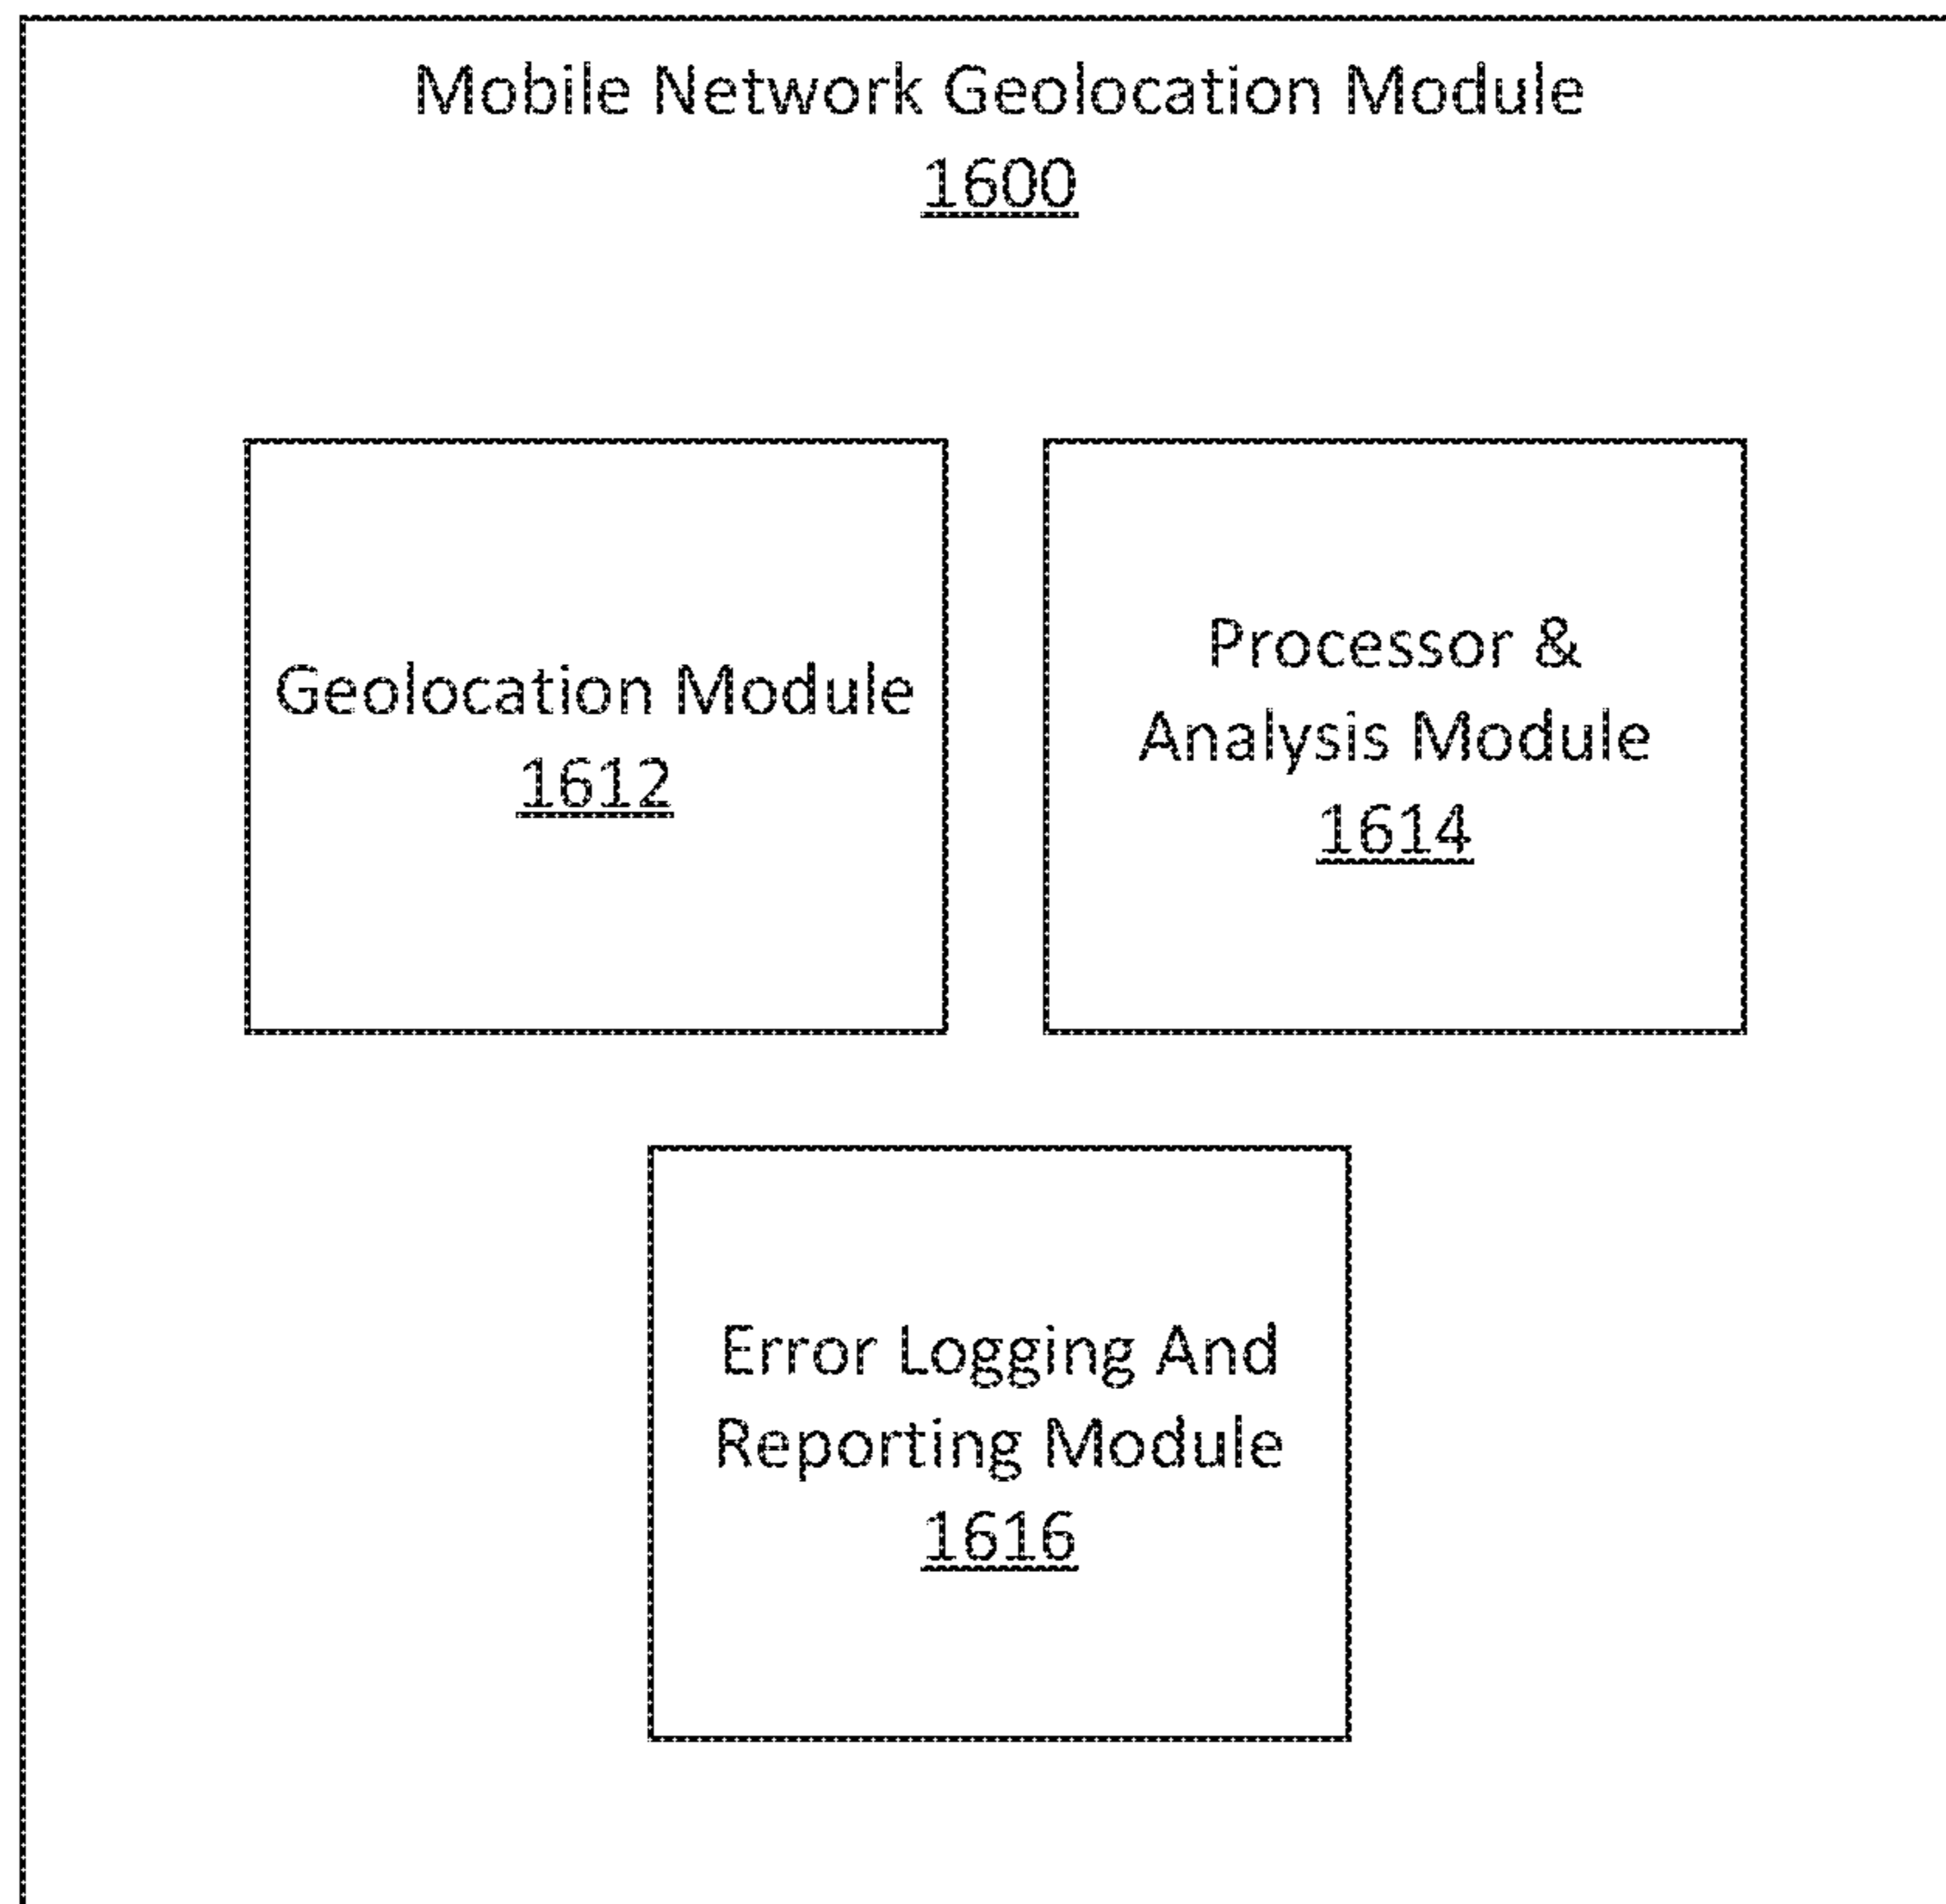 Mobile Network Geolocation Module
1600
Geolocation Module
1612
Processor &
Analysis Module
1614
Error Logging And
Reporting Module
1616